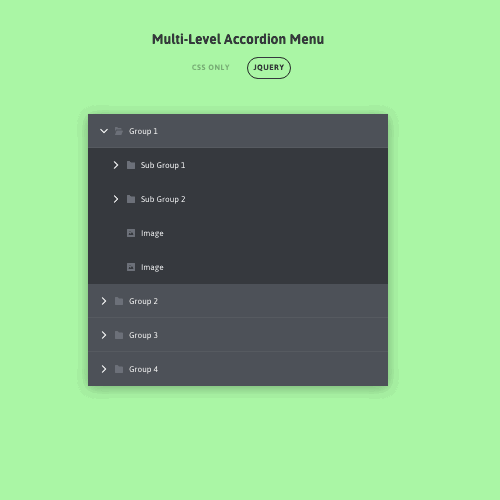 Multi-Level Accordion Menu
CSS ONLY JQUERY
Group 1
Sub Group 1
Sub Group 2
Image
Image
Group 2
Group 3
Group 4